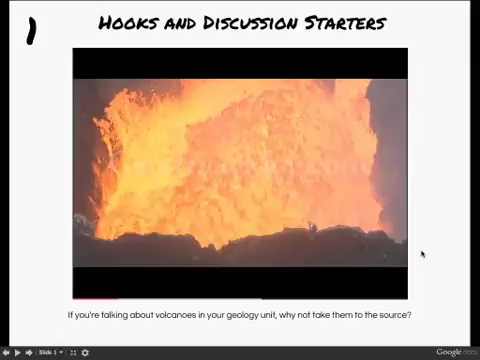 1
Hooks and Discussion Starters
If you're talking about volcanoes in your geology unit, why not take them to the source?
Slide 1
Google